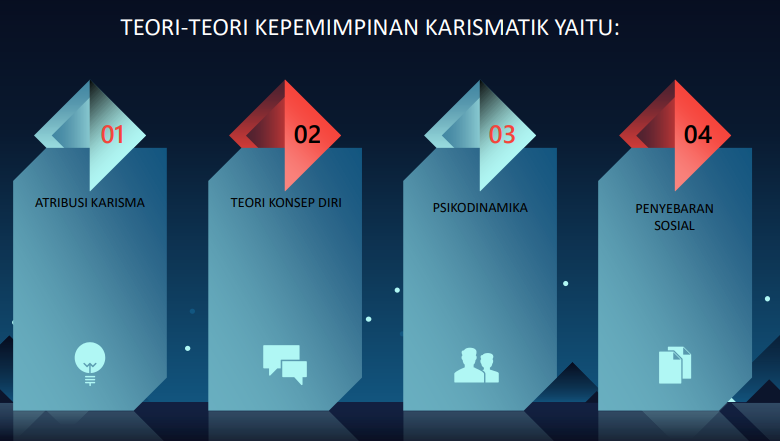 TEORI-TEORI KEPEMIMPINAN KARISMATIK YAITU:
01
ATRIBUSI KARISMA
02
TEORI KONSEP DIRI
03
PSIKODINAMIKA
04
PENYEBARAN
SOSIAL